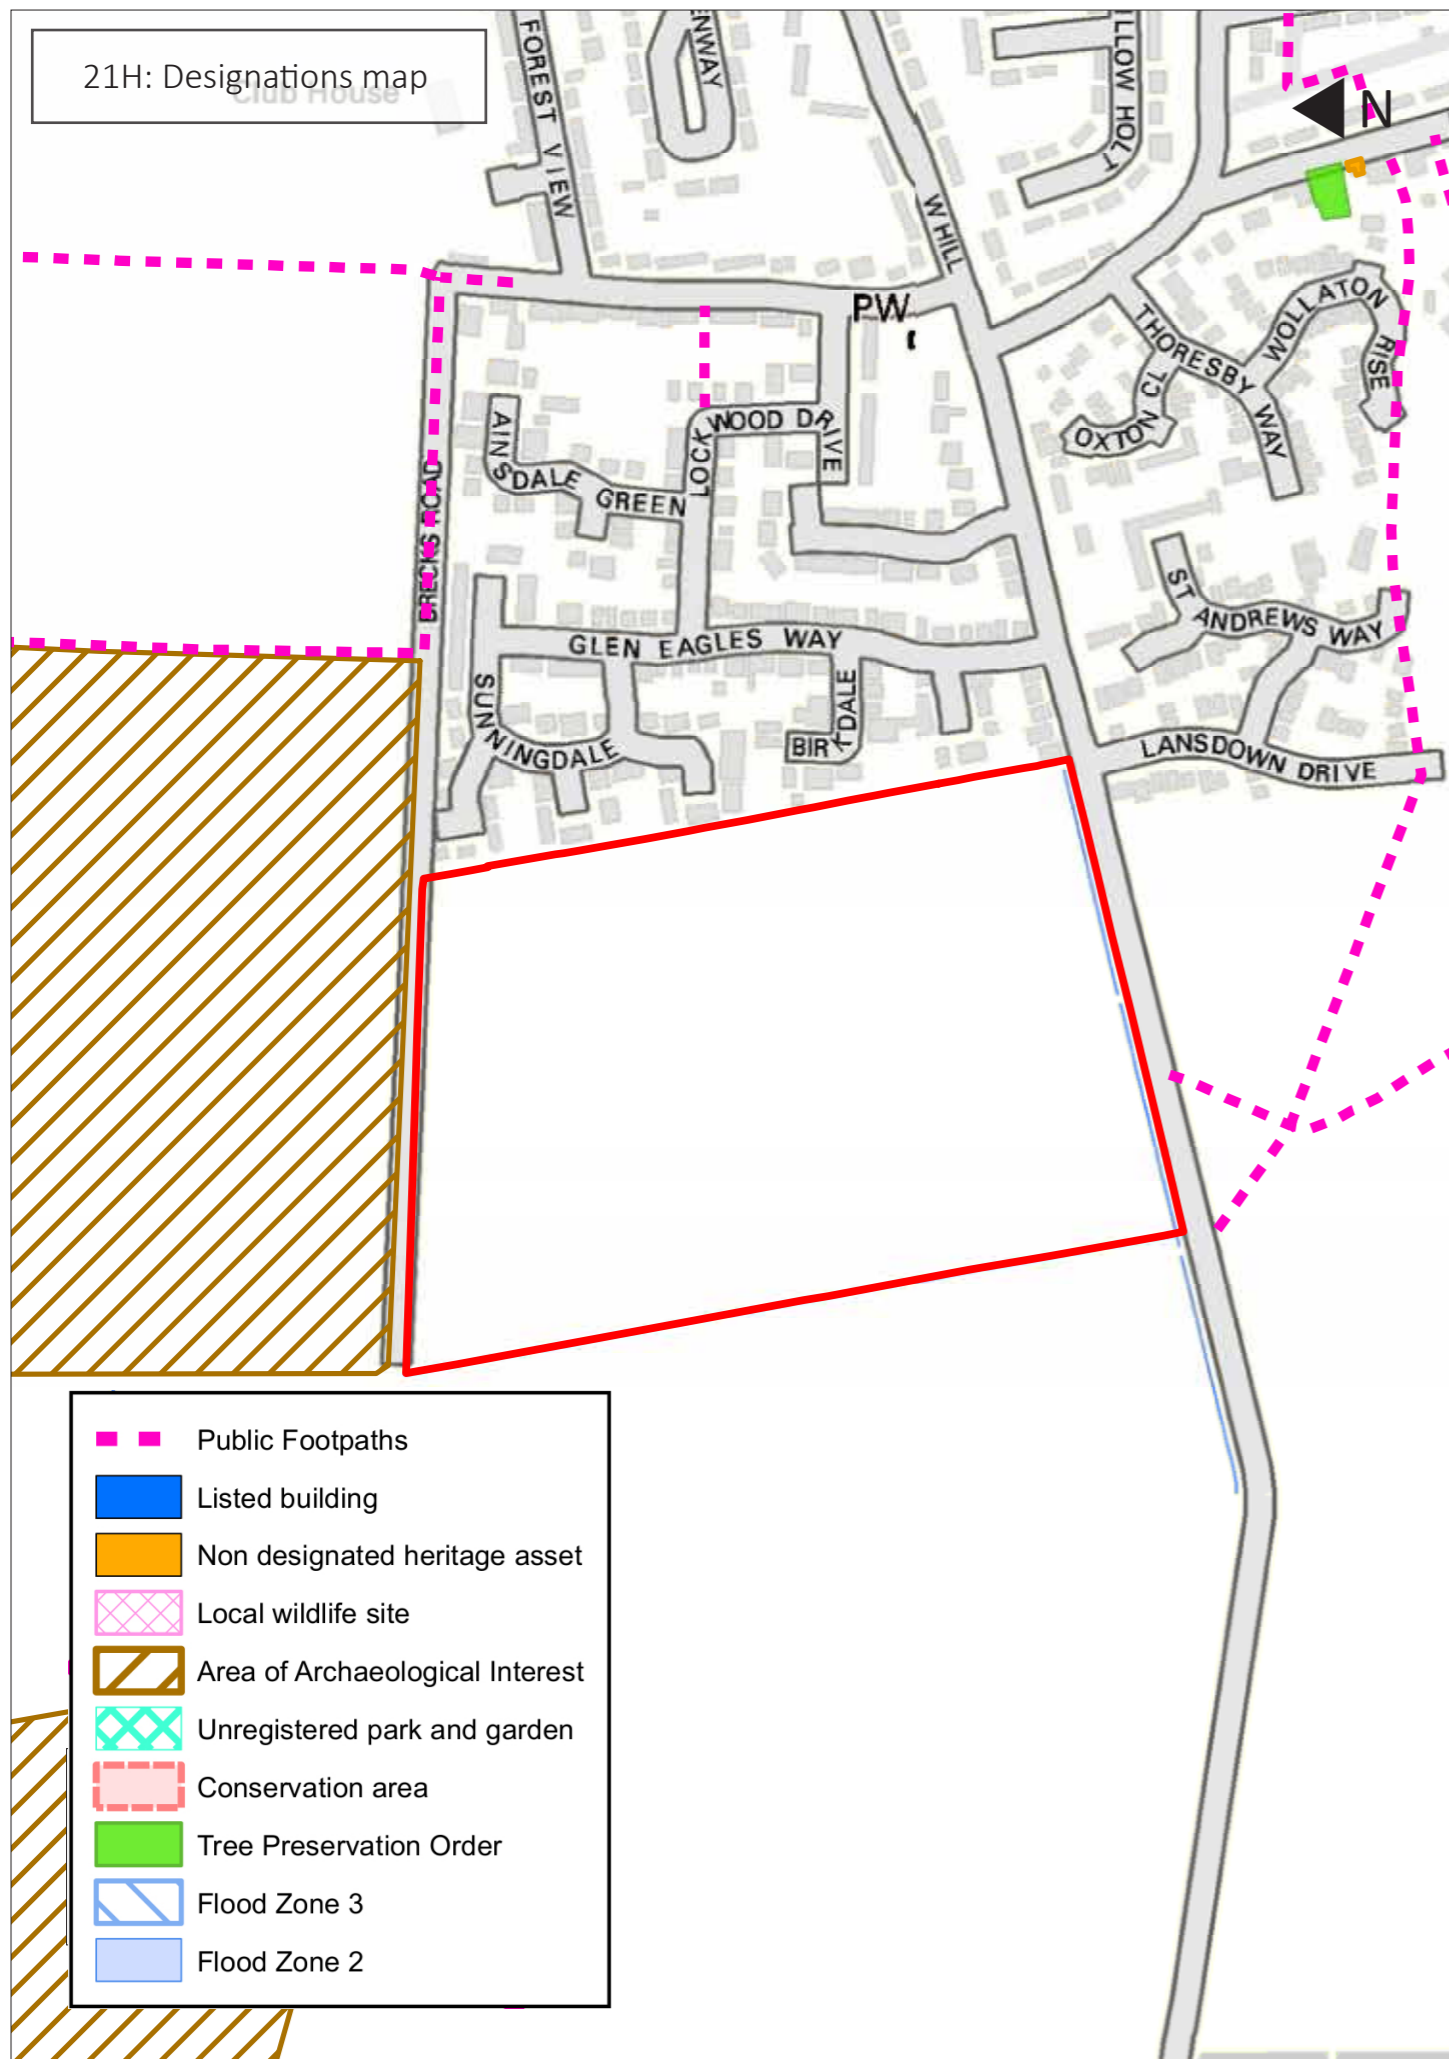 21H: Designations map
Club House
N
FOREST VIEW
W HILL
PW
THORESBY WAY
WOLLATON RISE
OXTON CL
AINSDALE GREEN
LOCKWOOD DRIVE
BRECKS ROAD
GLEN EAGLES WAY
ST ANDREWS WAY
SUNNINGDALE
BIRTDALE
LANSDOWN DRIVE
Public Footpaths
Listed building
Non designated heritage asset
Local wildlife site
Area of Archaeological Interest
Unregistered park and garden
Conservation area
Tree Preservation Order
Flood Zone 3
Flood Zone 2